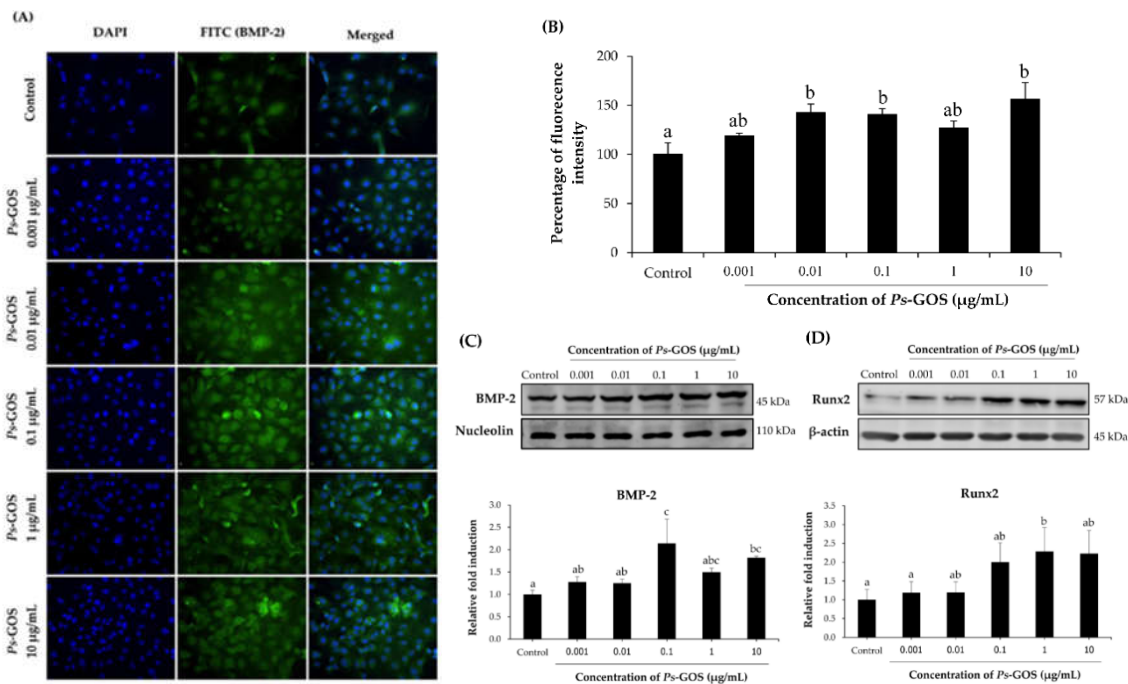 (A)
DAPI FITC (BMP-2) Merged
Control
Ps-GOS
0.001 µg/mL
Ps-GOS
0.01 µg/mL
Ps-GOS
0.1 µg/mL
Ps-GOS
1 µg/mL
Ps-GOS
10 µg/mL
(B)
Percentage of fluorecence
intensity
200
150
100
50
0
a ab b b ab b
Control 0.001 0.01 0.1 1 10
Concentration of Ps-GOS (µg/mL)
(C)
Concentration of Ps-GOS (µg/mL)
Control 0.001 0.01 0.1 1 10
BMP-2 45 kDa
Nucleolin 110 kDa
BMP-2
Relative fold induction
3.0
2.5
2.0
1.5
1.0
0.5
0.0
a ab ab c abc bc
Control 0.001 0.01 0.1 1 10
Concentration of Ps-GOS (µg/mL)
(D)
Concentration of Ps-GOS (µg/mL)
Control 0.001 0.01 0.1 1 10
Runx2 57 kDa
β-actin 45 kDa
Runx2
Relative fold induction
3.5
3.0
2.5
2.0
1.5
1.0
0.5
0.0
a a ab ab b ab
Control 0.001 0.01 0.1 1 10
Concentration of Ps-GOS (µg/mL)